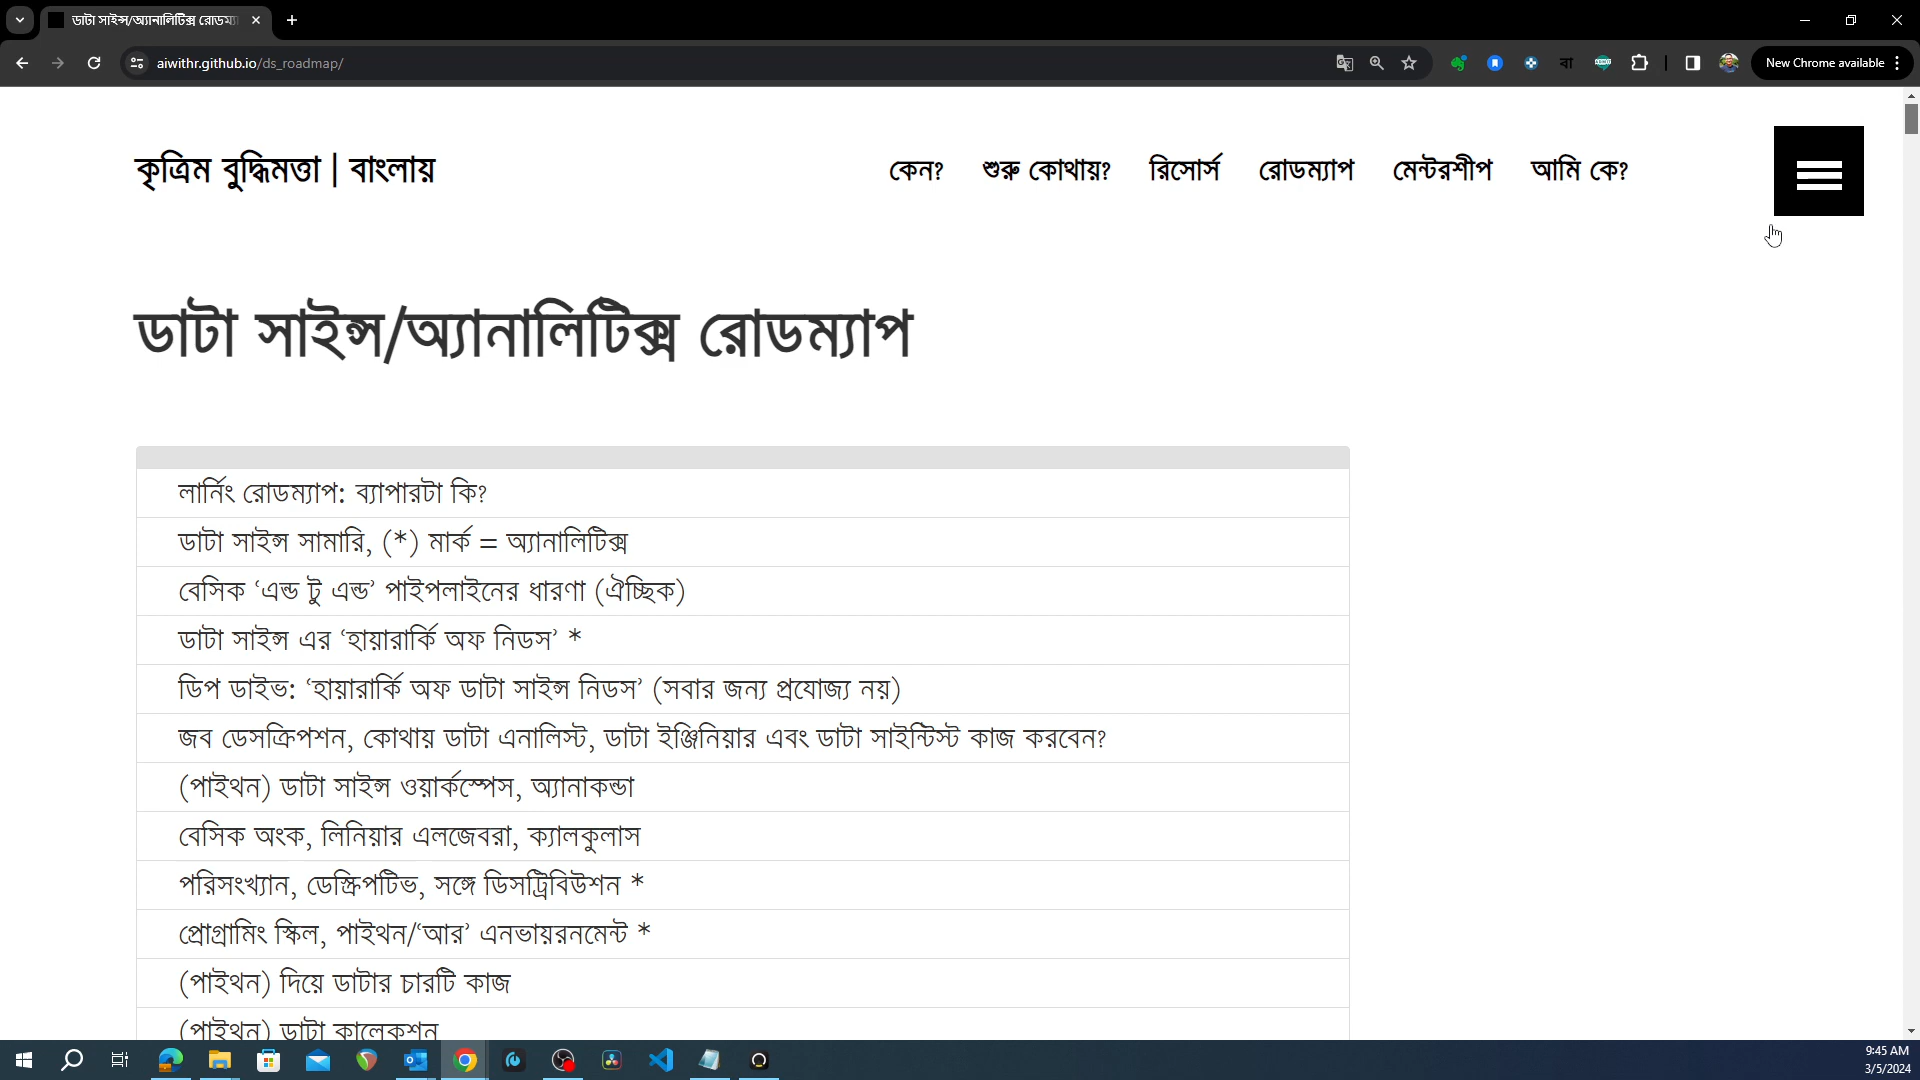 ডাটা সাইন্স/অ্যানালিটিক্স রোডম্যা
aiwithr.github.io/ds_roadmap/
New Chrome available
কৃত্রিম বুদ্ধিমত্তা | বাংলায়
কেন? শুরু কোথায়? রিসোর্স রোডম্যাপ মেন্টরশীপ আমি কে?
ডাটা সাইন্স/অ্যানালিটিক্স রোডম্যাপ
লার্নিং রোডম্যাপ: ব্যাপারটা কি?
ডাটা সাইন্স সামারি, (*) মার্ক = অ্যানালিটিক্স
বেসিক ‘এন্ড টু এন্ড’ পাইপলাইনের ধারণা (ঐচ্ছিক)
ডাটা সাইন্স এর ‘হায়ারার্কি অফ নিডস’ *
ডিপ ডাইভ: ‘হায়ারার্কি অফ ডাটা সাইন্স নিডস’ (সবার জন্য প্রযোজ্য নয়)
জব ডেসক্রিপশন, কোথায় ডাটা এনালিস্ট, ডাটা ইঞ্জিনিয়ার এবং ডাটা সাইন্টিস্ট কাজ করবেন?
(পাইথন) ডাটা সাইন্স ওয়ার্কস্পেস, অ্যানাকন্ডা
বেসিক অংক, লিনিয়ার এলজেবরা, ক্যালকুলাস
পরিসংখ্যান, ডেস্ক্রিপটিভ, সঙ্গে ডিসট্রিবিউশন *
প্রোগ্রামিং স্কিল, পাইথন/‘আর’ এনভায়রনমেন্ট *
(পাইথন) দিয়ে ডাটার চারটি কাজ
(পাইথন) ডাটা কালেকশন
9:45 AM
3/5/2024